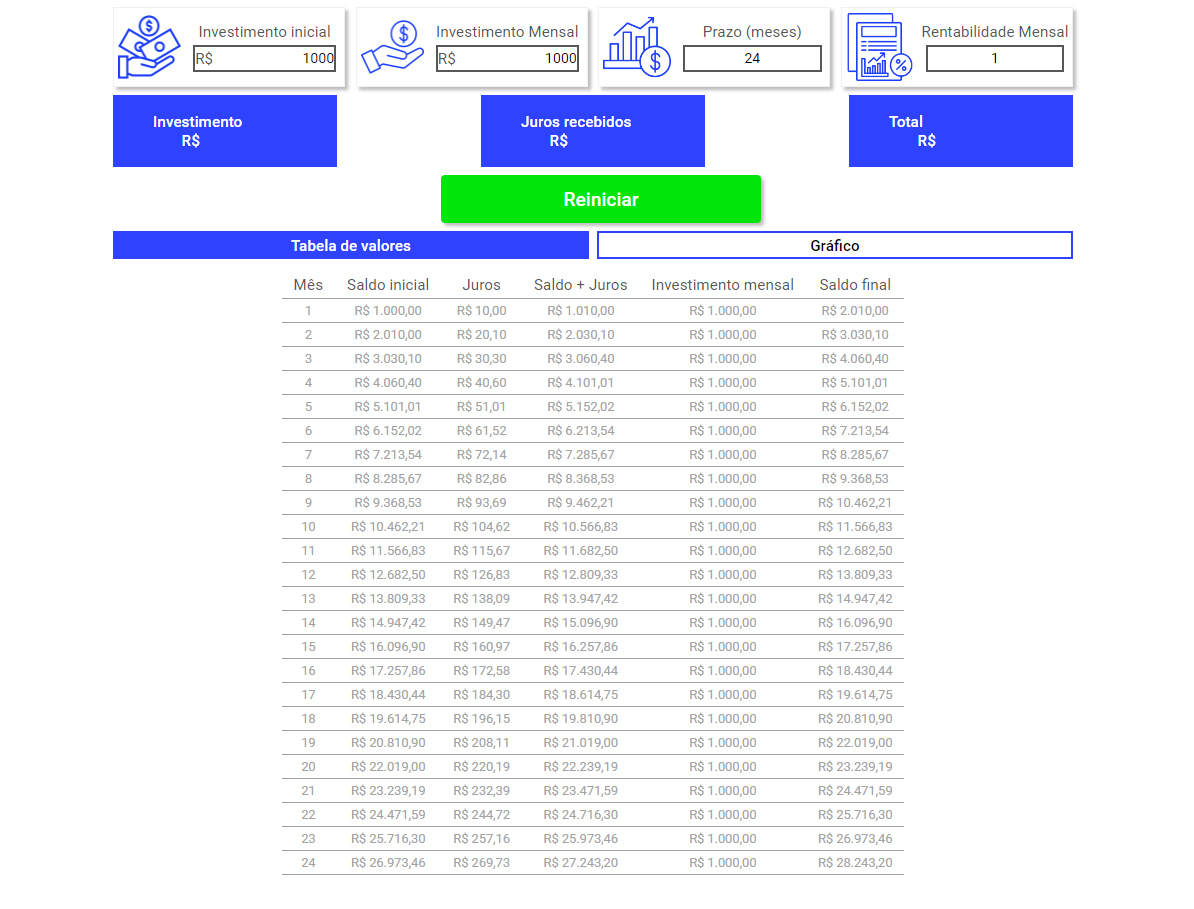 Investimento inicial
R$ 1000
Investimento Mensal
R$ 1000
Prazo (meses)
24
Rentabilidade Mensal
1
Investimento
R$
Juros recebidos
R$
Total
R$
Reiniciar
Tabela de valores
Gráfico
Mês Saldo inicial Juros Saldo + Juros Investimento mensal Saldo final
1 R$ 1.000,00 R$ 10,00 R$ 1.010,00 R$ 1.000,00 R$ 2.010,00
2 R$ 2.010,00 R$ 20,10 R$ 2.030,10 R$ 1.000,00 R$ 3.030,10
3 R$ 3.030,10 R$ 30,30 R$ 3.060,40 R$ 1.000,00 R$ 4.060,40
4 R$ 4.060,40 R$ 40,60 R$ 4.101,01 R$ 1.000,00 R$ 5.101,01
5 R$ 5.101,01 R$ 51,01 R$ 5.152,02 R$ 1.000,00 R$ 6.152,02
6 R$ 6.152,02 R$ 61,52 R$ 6.213,54 R$ 1.000,00 R$ 7.213,54
7 R$ 7.213,54 R$ 72,14 R$ 7.285,67 R$ 1.000,00 R$ 8.285,67
8 R$ 8.285,67 R$ 82,86 R$ 8.368,53 R$ 1.000,00 R$ 9.368,53
9 R$ 9.368,53 R$ 93,69 R$ 9.462,21 R$ 1.000,00 R$ 10.462,21
10 R$ 10.462,21 R$ 104,62 R$ 10.566,83 R$ 1.000,00 R$ 11.566,83
11 R$ 11.566,83 R$ 115,67 R$ 11.682,50 R$ 1.000,00 R$ 12.682,50
12 R$ 12.682,50 R$ 126,83 R$ 12.809,33 R$ 1.000,00 R$ 13.809,33
13 R$ 13.809,33 R$ 138,09 R$ 13.947,42 R$ 1.000,00 R$ 14.947,42
14 R$ 14.947,42 R$ 149,47 R$ 15.096,90 R$ 1.000,00 R$ 16.096,90
15 R$ 16.096,90 R$ 160,97 R$ 16.257,86 R$ 1.000,00 R$ 17.257,86
16 R$ 17.257,86 R$ 172,58 R$ 17.430,44 R$ 1.000,00 R$ 18.430,44
17 R$ 18.430,44 R$ 184,30 R$ 18.614,75 R$ 1.000,00 R$ 19.614,75
18 R$ 19.614,75 R$ 196,15 R$ 19.810,90 R$ 1.000,00 R$ 20.810,90
19 R$ 20.810,90 R$ 208,11 R$ 21.019,00 R$ 1.000,00 R$ 22.019,00
20 R$ 22.019,00 R$ 220,19 R$ 22.239,19 R$ 1.000,00 R$ 23.239,19
21 R$ 23.239,19 R$ 232,39 R$ 23.471,59 R$ 1.000,00 R$ 24.471,59
22 R$ 24.471,59 R$ 244,72 R$ 24.716,30 R$ 1.000,00 R$ 25.716,30
23 R$ 25.716,30 R$ 257,16 R$ 25.973,46 R$ 1.000,00 R$ 26.973,46
24 R$ 26.973,46 R$ 269,73 R$ 27.243,20 R$ 1.000,00 R$ 28.243,20